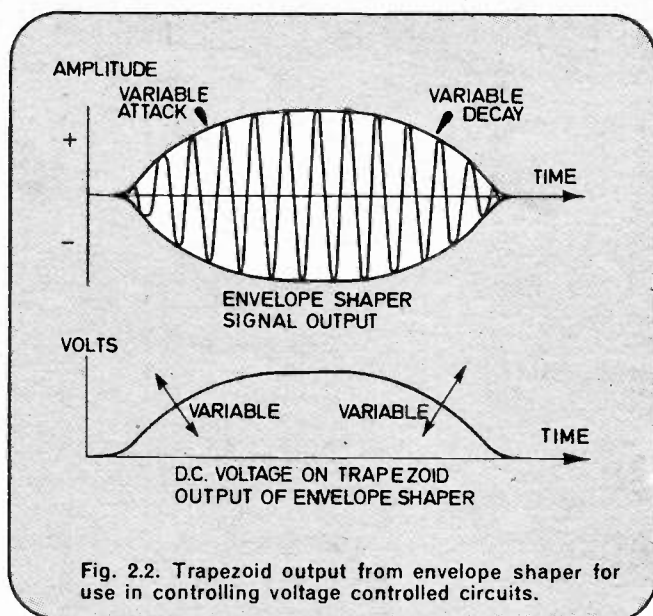 AMPLITUDE
VARIABLE
ATTACK
VARIABLE
DECAY
+
TIME
–
ENVELOPE SHAPER
SIGNAL OUTPUT
VOLTS
VARIABLE
VARIABLE
TIME
D.C. VOLTAGE ON TRAPEZOID
OUTPUT OF ENVELOPE SHAPER
Fig. 2.2. Trapezoid output from envelope shaper for
use in controlling voltage controlled circuits.